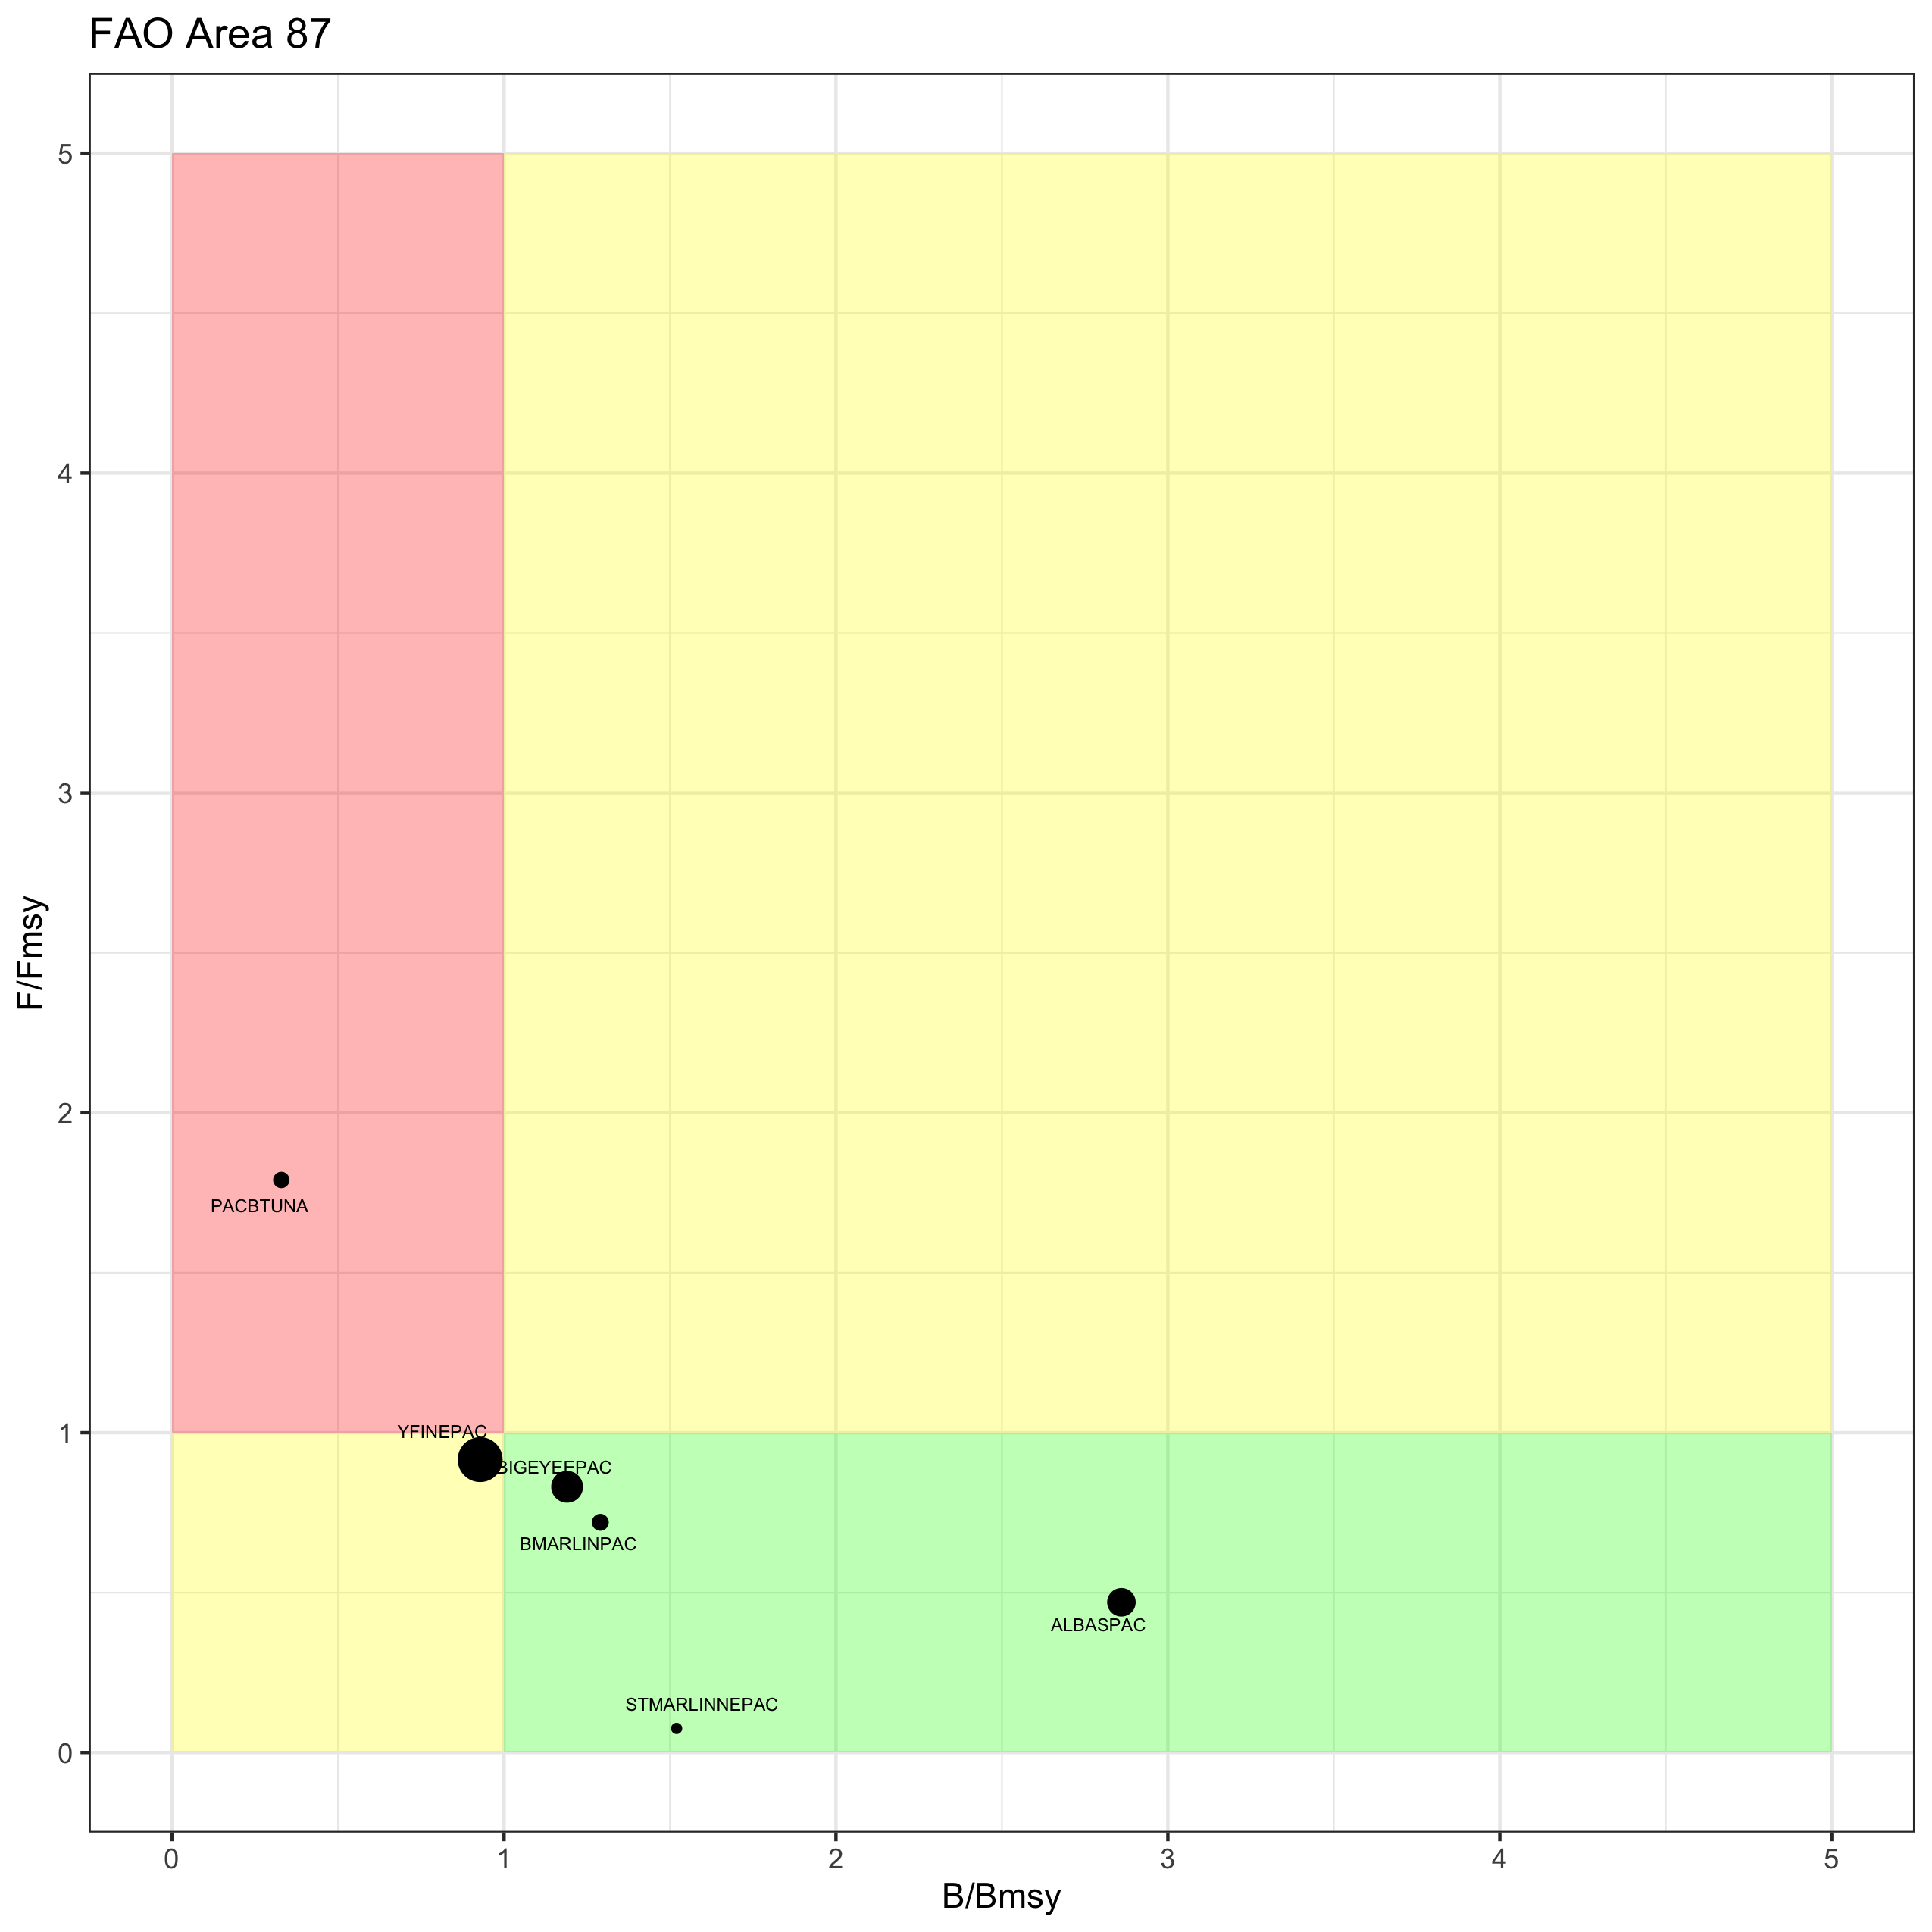 FAO Area 87
5
4
3
2
1
0
F/Fmsy
PACBTUNA
YFINEPAC
BIGEYEEPAC
BMARLINPAC
ALBASPAC
STMARLINNEPAC
0 1 2 3 4 5
B/Bmsy